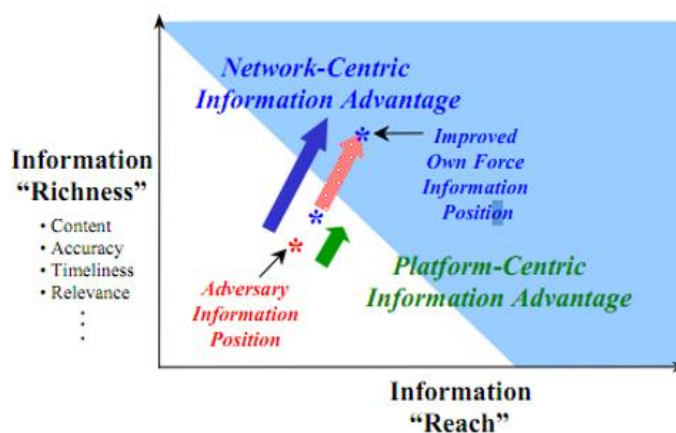 Network-Centric
Information Advantage
Improved
Own Force
Information
Position
Information
“Richness”
• Content
• Accuracy
• Timeliness
• Relevance
Adversary
Information
Position
Platform-Centric
Information Advantage
Information
“Reach”